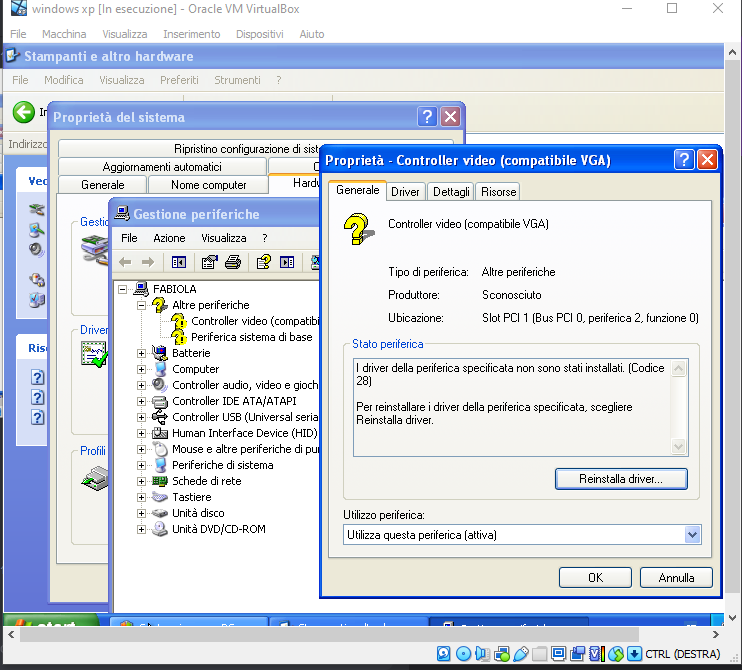 windows xp [In esecuzione] - Oracle VM VirtualBox
File Macchina Visualizza Inserimento Dispositivi Aiuto
Stampanti e altro hardware
File Modifica Visualizza Preferiti Strumenti ?
Indirizzo
Proprietà del sistema
Ripristino configurazione di
Aggiornamenti automatici
Generale Nome computer
Gestione periferiche
File Azione Visualizza ?
FABIOLA
Altre periferiche
Controller video (compatibi
Periferica sistema di base
Batterie
Computer
Controller audio, video e gioch
Controller IDE ATA/ATAPI
Controller USB (Universal seria
Human Interface Device (HID)
Mouse e altre periferiche di pu
Periferiche di sistema
Schede di rete
Tastiere
Unità disco
Unità DVD/CD-ROM
Profili
Proprietà - Controller video (compatibile VGA)
Generale Driver Dettagli Risorse
Controller video (compatibile VGA)
Tipo di periferica: Altre periferiche
Produttore: Sconosciuto
Ubicazione: Slot PCI 1 (Bus PCI 0, periferica 2, funzione 0)
Stato periferica
I driver della periferica specificata non sono stati installati. (Codice
28)
Per reinstallare i driver della periferica specificata, scegliere
Reinstalla driver.
Reinstalla driver...
Utilizzo periferica:
Utilizza questa periferica (attiva)
OK Annulla
CTRL (DESTRA)